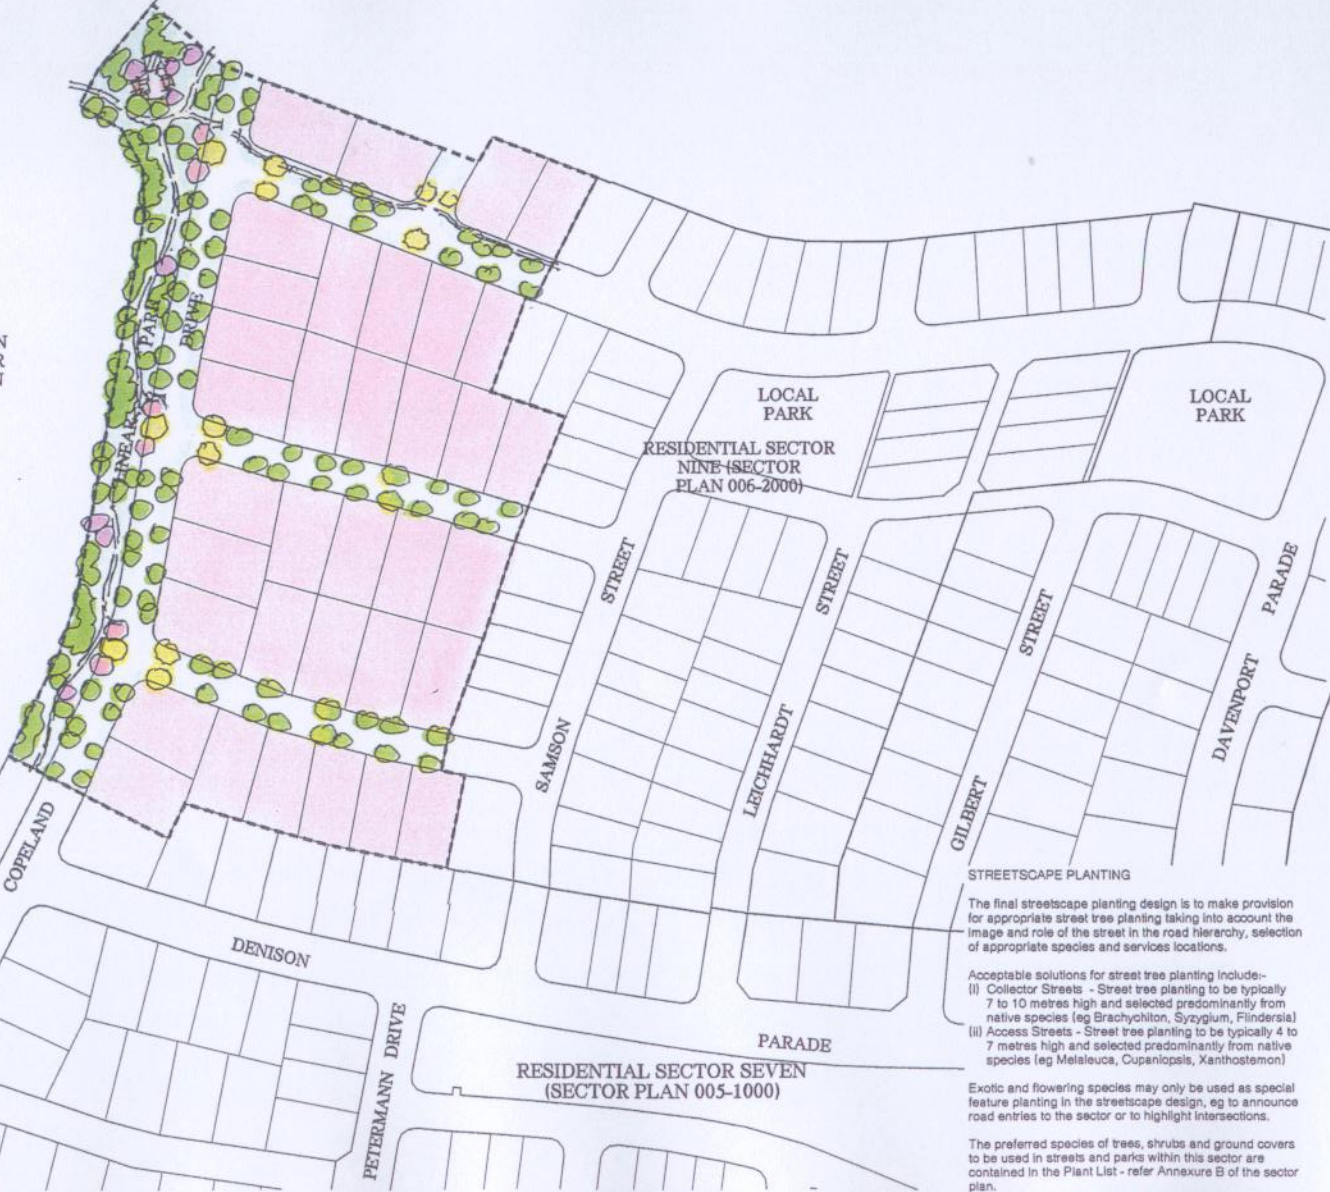 LINEAR PARK
DRIVE
LOCAL
PARK
LOCAL
PARK
RESIDENTIAL SECTOR
NINE (SECTOR
PLAN 006-2000)
STREET
STREET
STREET
PARADE
SAMSON
LEICHHARDT
GILBERT
DAVENPORT
COPELAND
DENISON
PARADE
PETERMANN DRIVE
RESIDENTIAL SECTOR SEVEN
(SECTOR PLAN 005-1000)
STREETSCAPE PLANTING
The final streetscape planting design is to make provision
for appropriate street tree planting taking into account the
image and role of the street in the road hierarchy, selection
of appropriate species and services locations.
Acceptable solutions for street tree planting include:-
(i) Collector Streets - Street tree planting to be typically
7 to 10 metres high and selected predominantly from
native species (eg Brachychiton, Syzygium, Flindersia)
(ii) Access Streets - Street tree planting to be typically 4 to
7 metres high and selected predominantly from native
species (eg Melaleuca, Cupaniopsis, Xanthostemon)
Exotic and flowering species may only be used as special
feature planting in the streetscape design, eg to announce
road entries to the sector or to highlight intersections.
The preferred species of trees, shrubs and ground covers
to be used in streets and parks within this sector are
contained in the Plant List - refer Annexure B of the sector
plan.